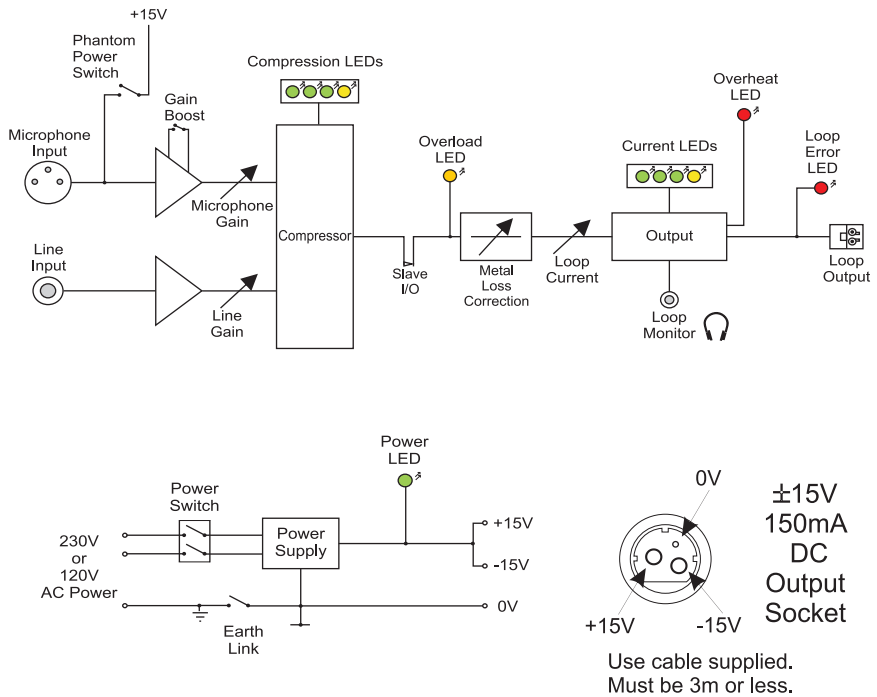 +15V
Phantom
Power
Switch
Gain
Boost
Microphone
Input
Microphone
Gain
Line
Input
Line
Gain
Compression LEDs
Compressor
Slave
I/O
Overload
LED
Metal
Loss
Correction
Loop
Current
Current LEDs
Output
Loop
Monitor
Overheat
LED
Loop
Error
LED
Loop
Output
230V
or
120V
AC Power
Power
Switch
Earth
Link
Power
Supply
Power
LED
+15V
-15V
0V
0V
+15V
-15V
±15V
150mA
DC
Output
Socket
Use cable supplied.
Must be 3m or less.